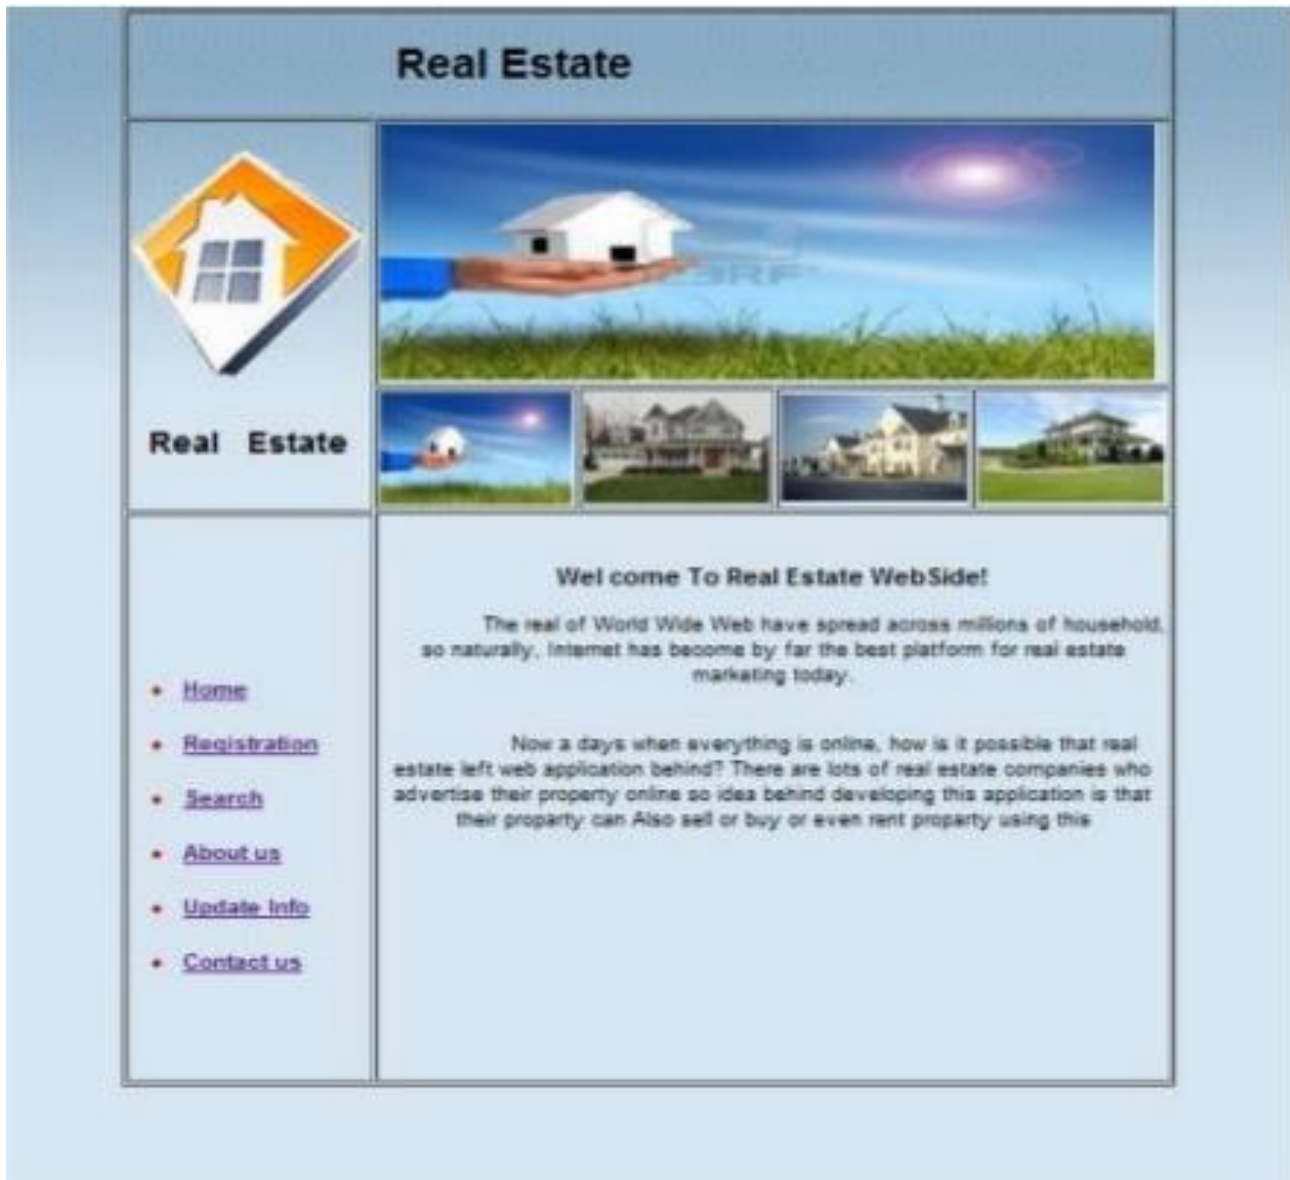 Real Estate
Real Estate
Wel come To Real Estate WebSide!
The real of World Wide Web have spread across millions of household,
so naturally, Internet has become by far the best platform for real estate
marketing today.
Now a days when everything is online, how is it possible that real
estate left web application behind? There are lots of real estate companies who
advertise their property online so idea behind developing this application is that
their proparty can Also sell or buy or even rent property using this
Home
Registration
Search
About us
Update Info
Contact us